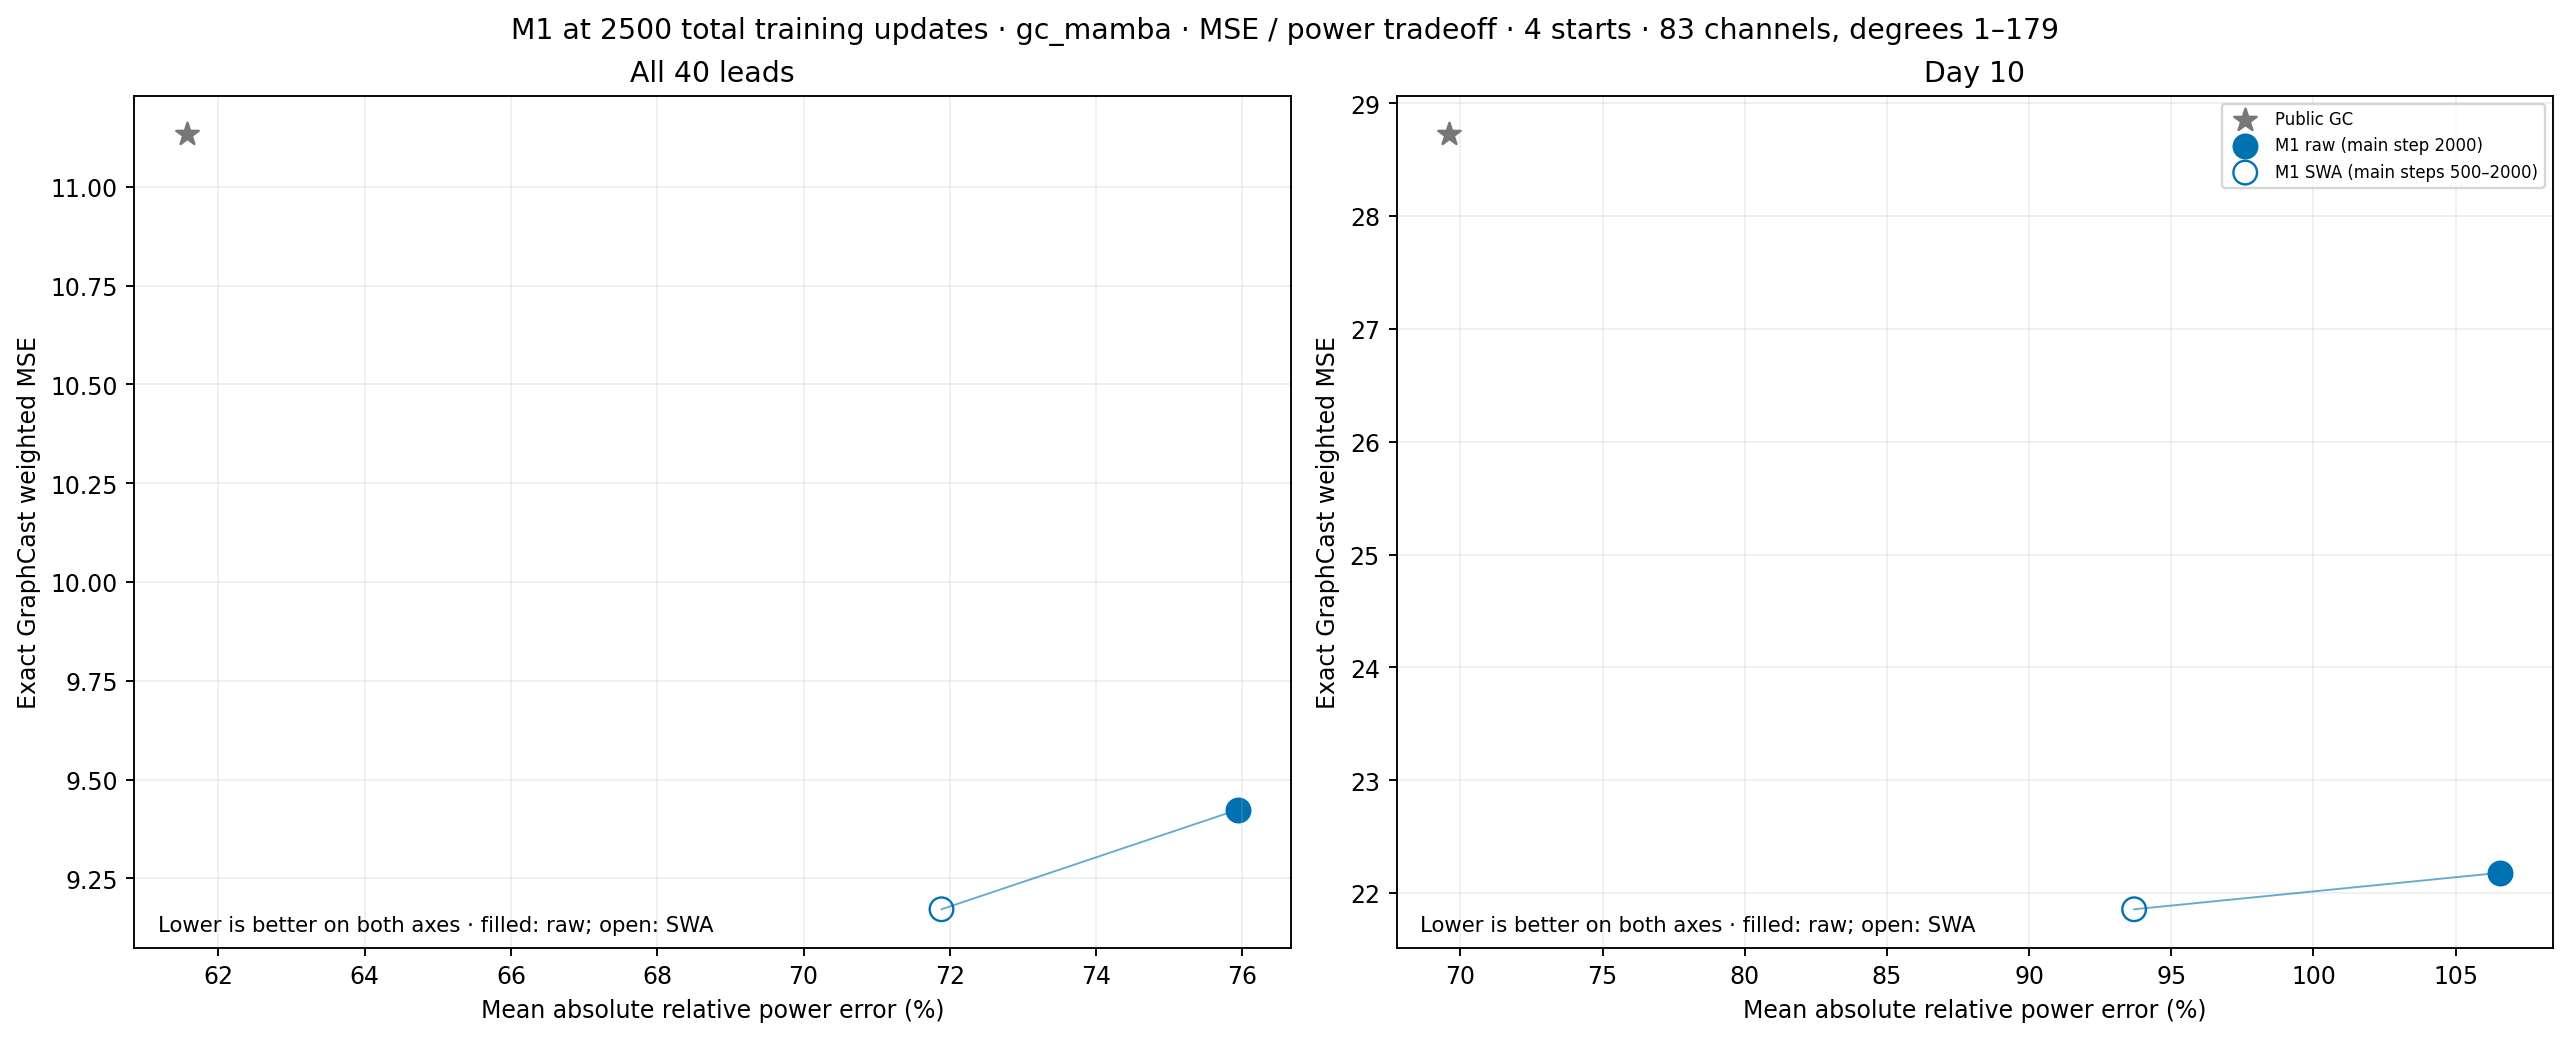 M1 at 2500 total training updates · gc_mamba · MSE / power tradeoff · 4 starts · 83 channels, degrees 1–179
All 40 leads
Exact GraphCast weighted MSE
11.00
10.75
10.50
10.25
10.00
9.75
9.50
9.25
Lower is better on both axes · filled: raw; open: SWA
62 64 66 68 70 72 74 76
Mean absolute relative power error (%)
Day 10
Exact GraphCast weighted MSE
29
28
27
26
25
24
23
22
Public GC
M1 raw (main step 2000)
M1 SWA (main steps 500–2000)
Lower is better on both axes · filled: raw; open: SWA
70 75 80 85 90 95 100 105
Mean absolute relative power error (%)